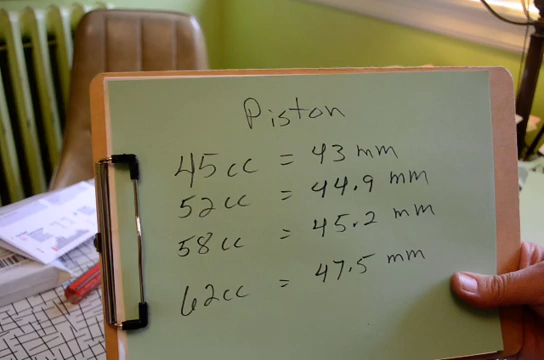 Piston
45cc = 43 mm
52cc = 44.9 mm
58cc = 45.2 mm
62cc = 47.5 mm